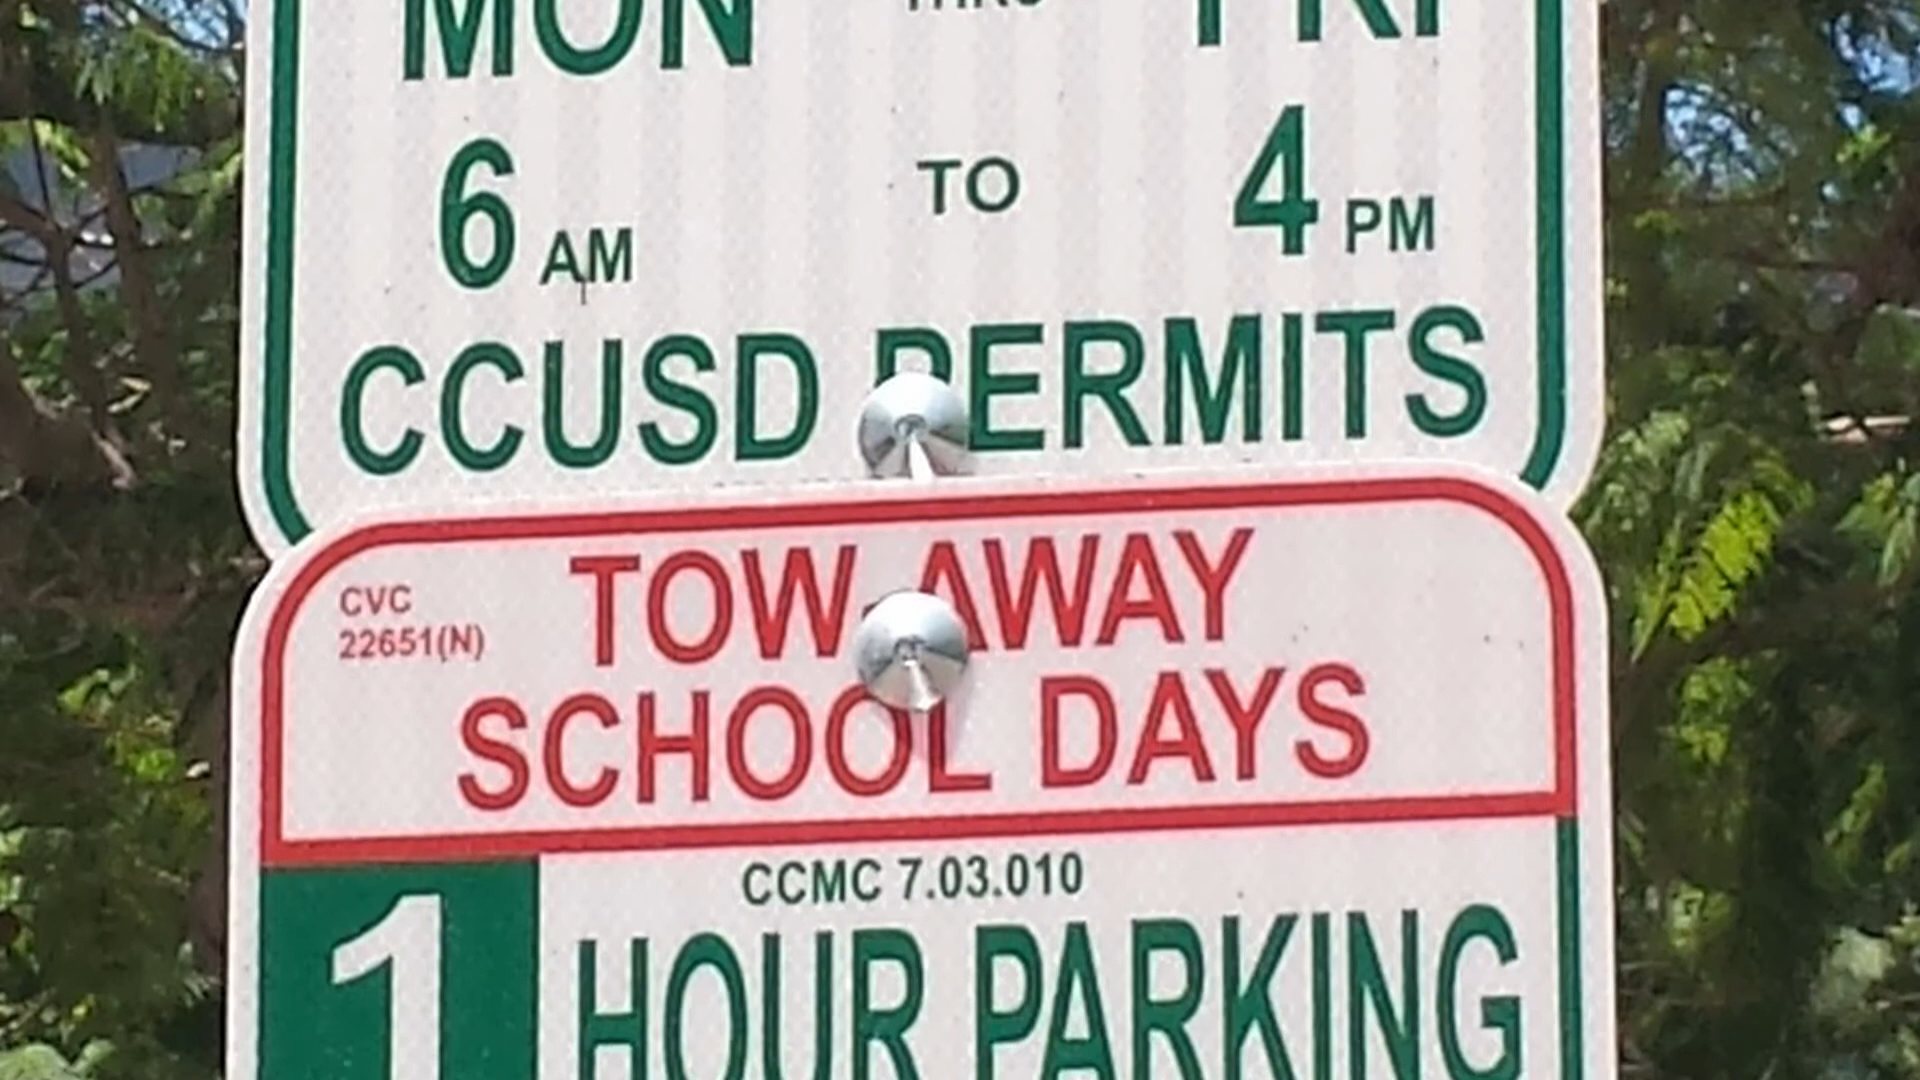 MON THRU FRI
6 AM TO 4 PM
CCUSD PERMITS
CVC
22651(N)
TOW-AWAY
SCHOOL DAYS
CCMC 7.03.010
1 HOUR PARKING